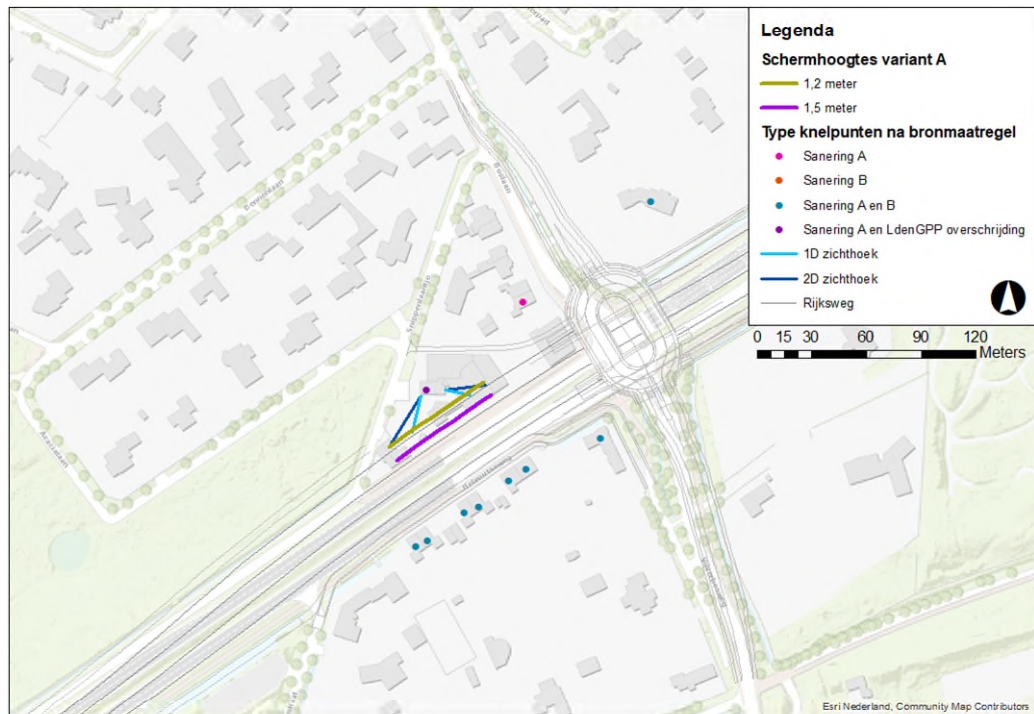 Legenda
Schermhoogtes variant A
1,2 meter
1,5 meter
Type knelpunten na bronmaatregel
Sanering A
Sanering B
Sanering A en B
Sanering A en LdenGPP overschrijding
1D zichthoek
2D zichthoek
Rijksweg
0 15 30 60 90 120
Meters
Acacialaan
Esri Nederland, Community Map Contributors